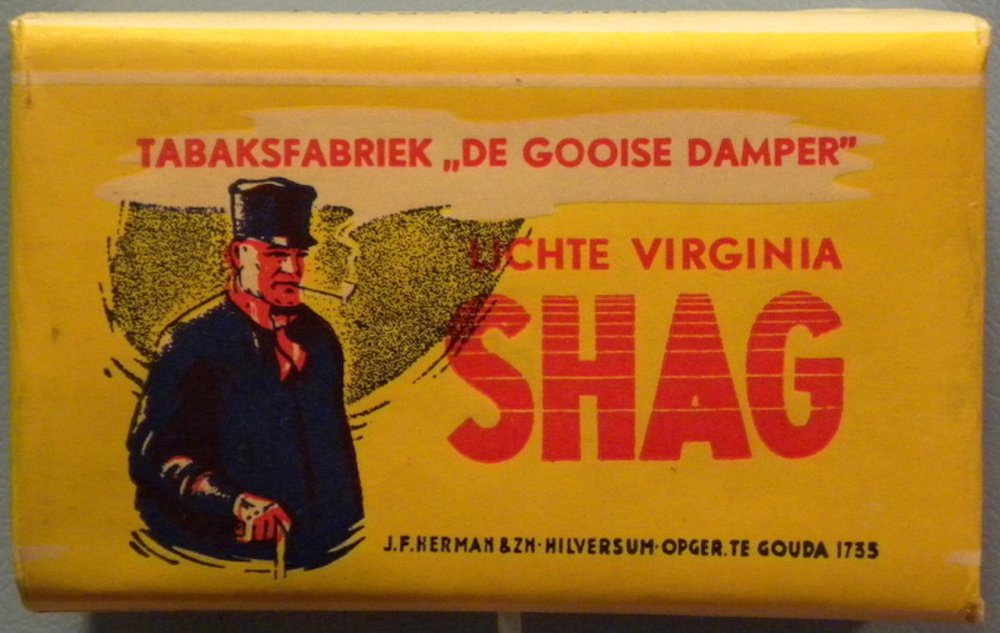 TABAKSFABRIEK „DE GOOISE DAMPER”
LICHTE VIRGINIA
SHAG
J.F. HERMAN & ZN · HILVERSUM · OPGER. TE GOUDA 1735